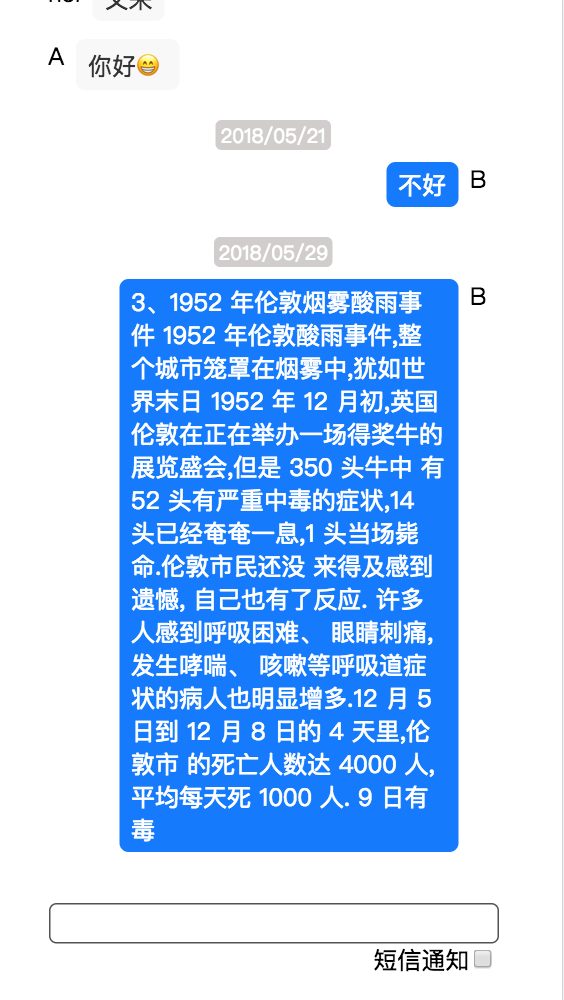 A 你好😁
2018/05/21
不好 B
2018/05/29
3、1952 年伦敦烟雾酸雨事 B
件 1952 年伦敦酸雨事件,整
个城市笼罩在烟雾中,犹如世
界末日 1952 年 12 月初,英国
伦敦在正在举办一场得奖牛的
展览盛会,但是 350 头牛中 有
52 头有严重中毒的症状,14
头已经奄奄一息,1 头当场毙
命.伦敦市民还没 来得及感到
遗憾, 自己也有了反应. 许多
人感到呼吸困难、 眼睛刺痛,
发生哮喘、 咳嗽等呼吸道症
状的病人也明显增多.12 月 5
日到 12 月 8 日的 4 天里,伦
敦市 的死亡人数达 4000 人,
平均每天死 1000 人. 9 日有
毒
短信通知